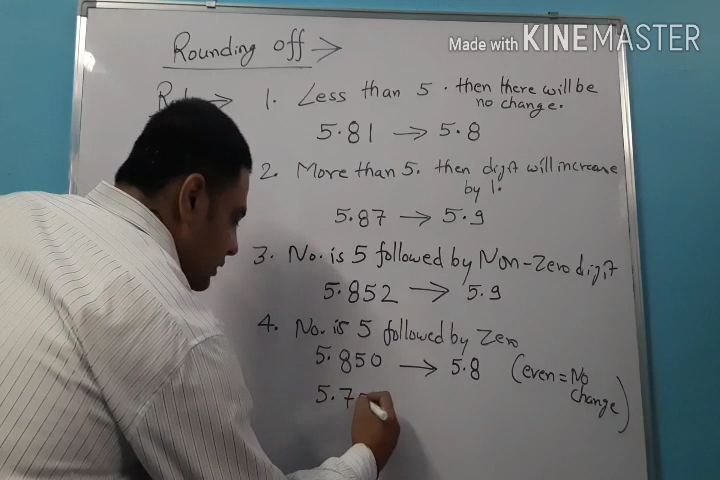 Made with KINEMASTER
Rounding off →
→ 1. Less than 5. then there will be
no change.
5.81 → 5.8
2. More than 5. then digit will increase
by 1.
5.87 → 5.9
3. No. is 5 followed by Non-Zero digit
5.852 → 5.9
4. No. is 5 followed by Zero
5.850 → 5.8 (even = No
change)
5.7